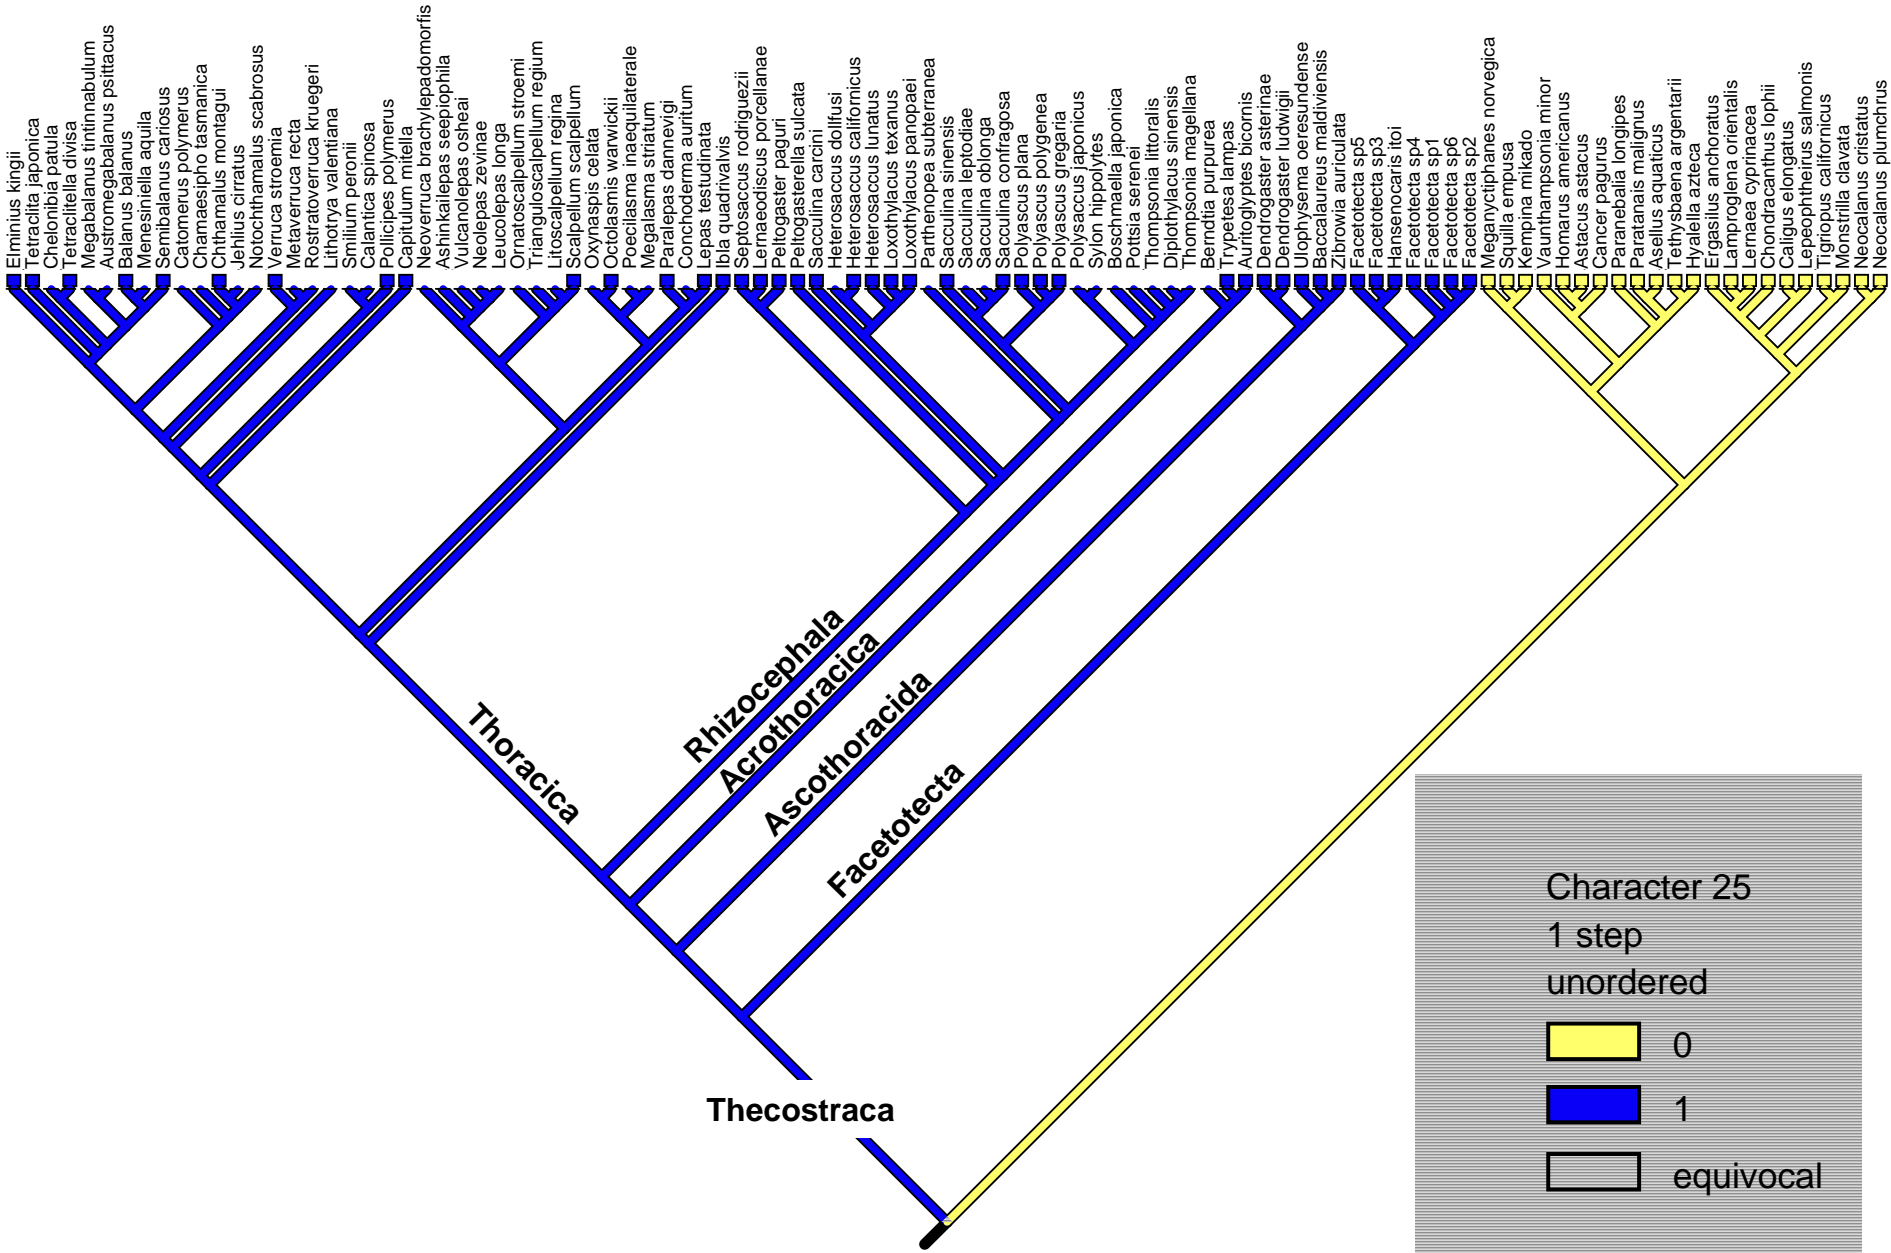 Elminius kingii
Tetraclita japonica
Chelonibia patula
Tetraclitella divisa
Megabalanus tintinnabulum
Austromegabalanus psittacus
Balanus balanus
Menesiniella aquila
Semibalanus cariosus
Catomerus polymerus
Chamaesipho tasmanica
Chthamalus montagui
Jehlius cirratus
Notochthamalus scabrosus
Verruca stroemia
Metaverruca recta
Rostratoverruca kruegeri
Lithotrya valentiana
Smilium peronii
Calantica spinosa
Pollicipes polymerus
Capitulum mitella
Neoverruca brachylepadomorfis
Ashinkailepas seepiophila
Vulcanolepas osheai
Neolepas zevinae
Leucolepas longa
Ornatoscalpellum stroemi
Trianguloscalpellum regium
Litoscalpellum regina
Scalpellum scalpellum
Oxynaspis celata
Octolasmis warwickii
Poecilasma inaequilaterale
Megalasma striatum
Paralepas dannevigi
Conchoderma auritum
Lepas testudinata
Ibla quadrivalvis
Septosaccus rodriguezii
Lernaeodiscus porcellanae
Peltogaster paguri
Peltogasterella sulcata
Sacculina carcini
Heterosaccus dollfusi
Heterosaccus californicus
Heterosaccus lunatus
Loxothylacus texanus
Loxothylacus panopaei
Parthenopea subterranea
Sacculina sinensis
Sacculina leptodiae
Sacculina oblonga
Sacculina confragosa
Polyascus plana
Polyascus polygenea
Polyascus gregaria
Polysaccus japonicus
Sylon hippolytes
Boschmaella japonica
Pottsia serenei
Thompsonia littoralis
Diplothylacus sinensis
Thompsonia magellana
Berndtia purpurea
Trypetesa lampas
Auritoglyptes bicornis
Dendrogaster asterinae
Dendrogaster ludwigii
Ulophysema oeresundense
Baccalaureus maldiviensis
Zibrowia auriculata
Facetotecta sp5
Facetotecta sp3
Hansenocaris itoi
Facetotecta sp4
Facetotecta sp1
Facetotecta sp6
Facetotecta sp2
Meganyctiphanes norvegica
Squilla empusa
Kempina mikado
Vaunthampsonia minor
Homarus americanus
Astacus astacus
Cancer pagurus
Paranebalia longipes
Paratanais malignus
Asellus aquaticus
Tethysbaena argentarii
Hyalella azteca
Ergasilus anchoratus
Lamproglena orientalis
Lernaea cyprinacea
Chondracanthus lophii
Caligus elongatus
Lepeophtheirus salmonis
Tigriopus californicus
Monstrilla clavata
Neocalanus cristatus
Neocalanus plumchrus
Thoracica
Rhizocephala
Acrothoracica
Ascothoracida
Facetotecta
Thecostraca
Character 25
1 step
unordered
0
1
equivocal